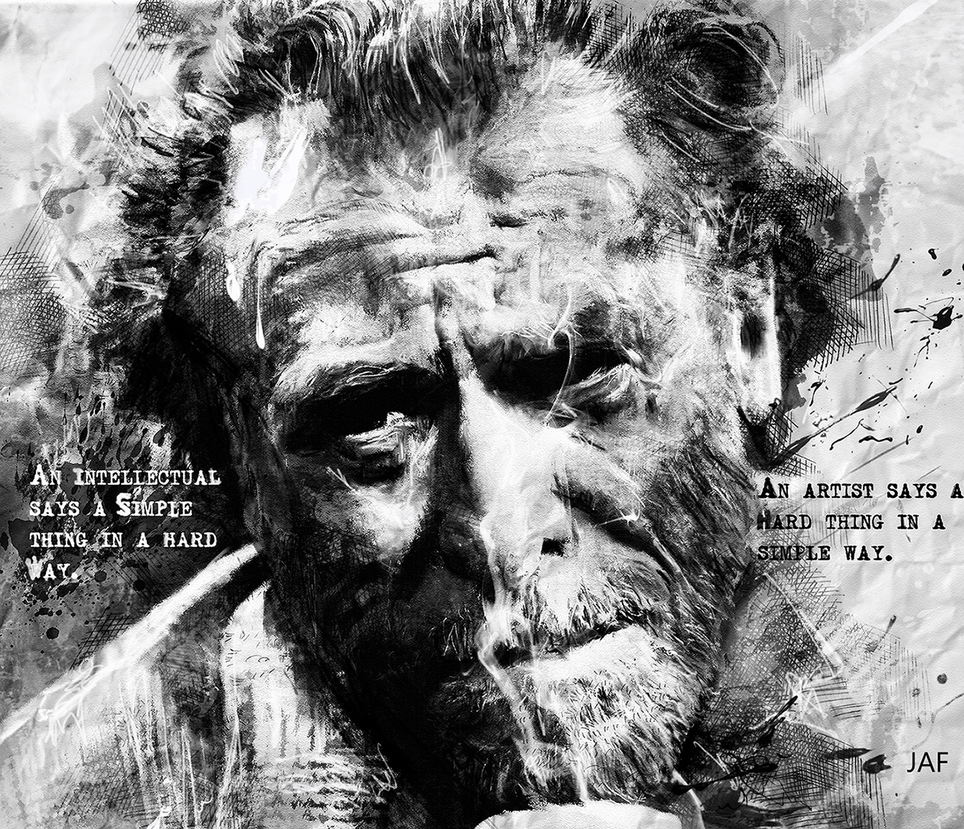 An Intellectual
says a Simple
thing in a hard
Way.
An artist says a
Hard thing in a
simple way.
JAF